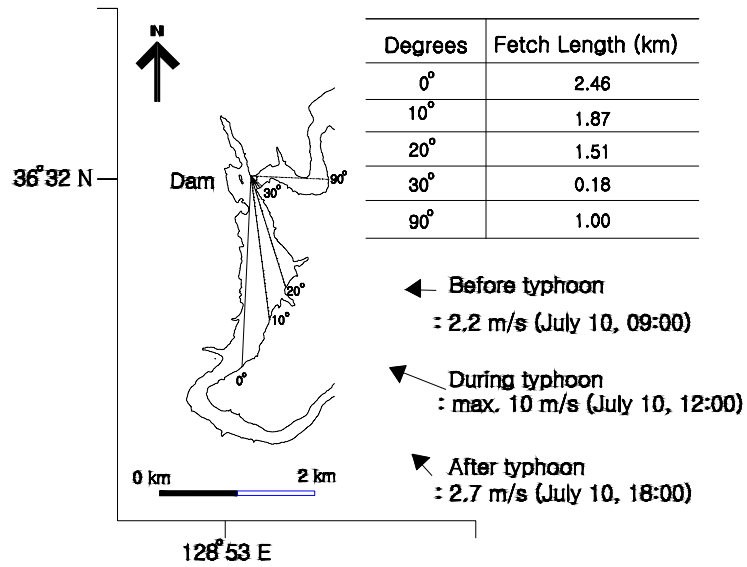 N
36°32 N
Dam
30°
90°
20°
10°
0°
0 km
2 km
128°53 E
Degrees Fetch Length (km)
0° 2.46
10° 1.87
20° 1.51
30° 0.18
90° 1.00
Before typhoon
: 2.2 m/s (July 10, 09:00)
During typhoon
: max. 10 m/s (July 10, 12:00)
After typhoon
: 2.7 m/s (July 10, 18:00)